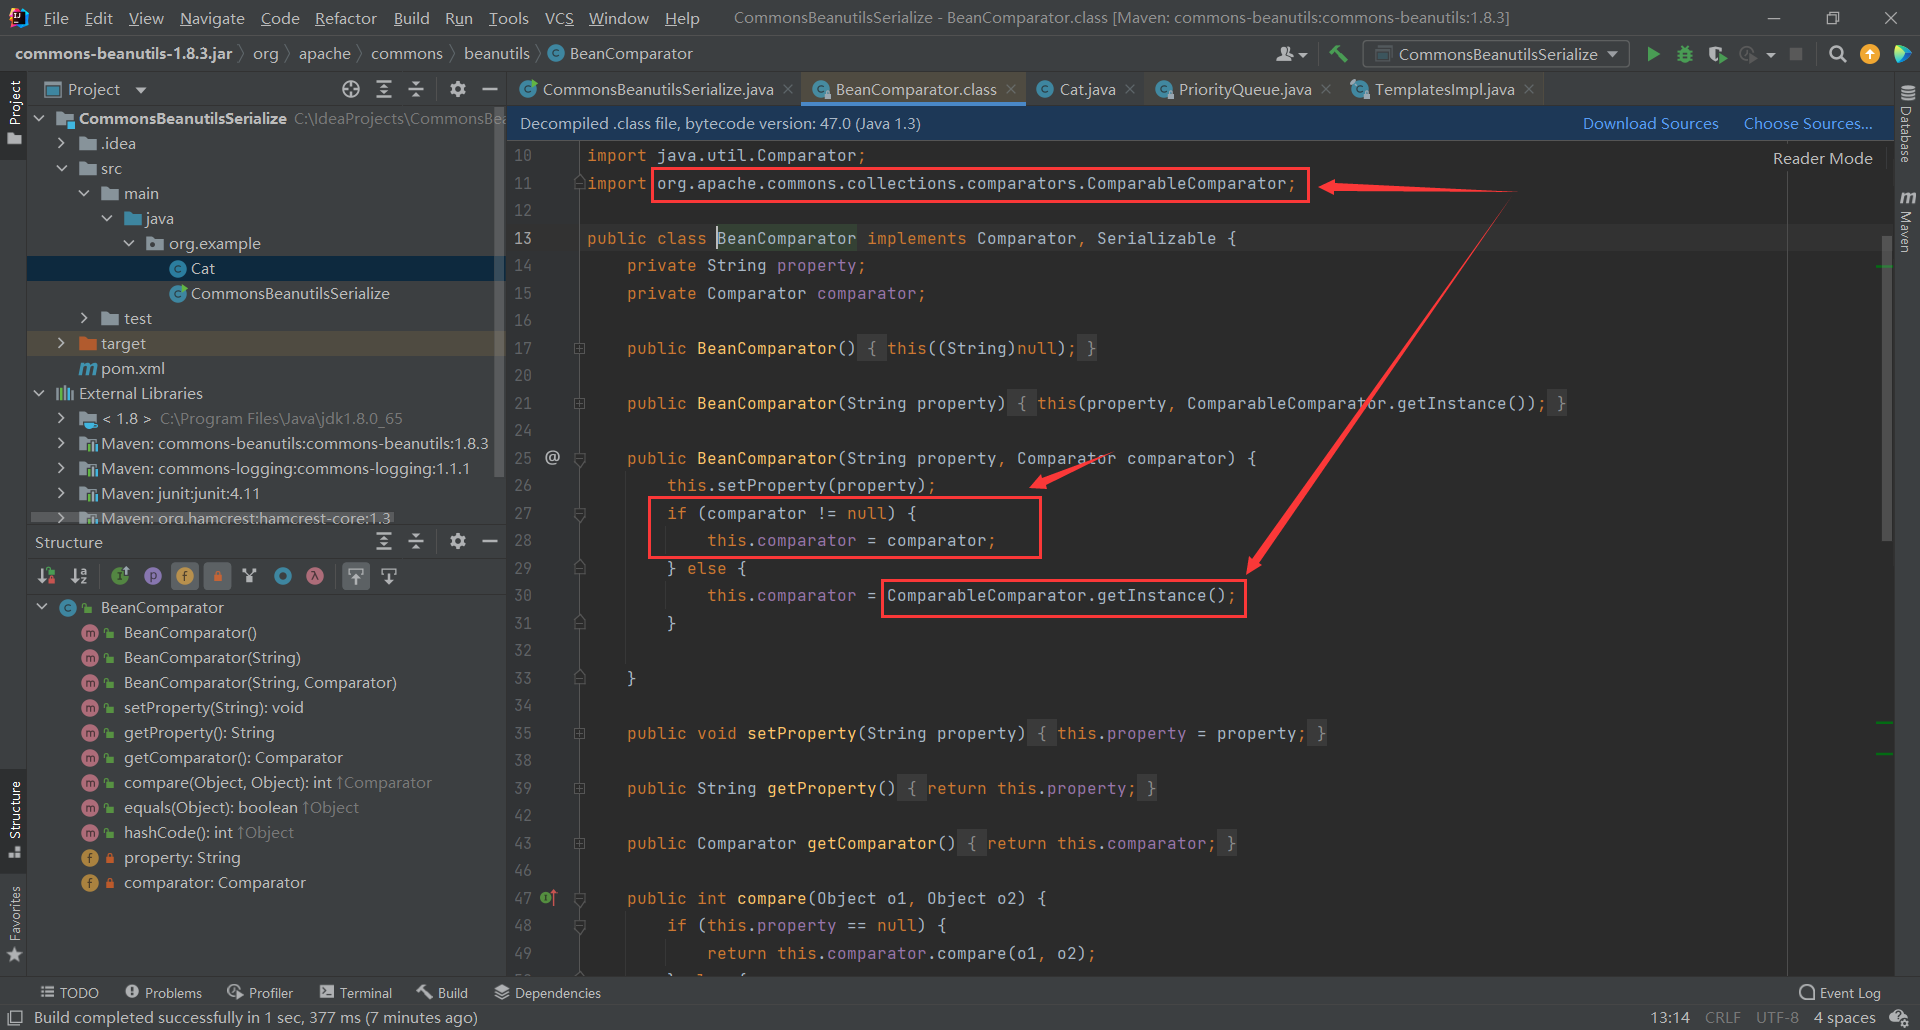 File Edit View Navigate Code Refactor Build Run Tools VCS Window Help CommonsBeanutilsSerialize - BeanComparator.class [Maven: commons-beanutils:commons-beanutils:1.8.3]
commons-beanutils-1.8.3.jar org apache commons beanutils BeanComparator CommonsBeanutilsSerialize
Project
CommonsBeanutilsSerialize.java BeanComparator.class Cat.java PriorityQueue.java TemplatesImpl.java
Decompiled .class file, bytecode version: 47.0 (Java 1.3) Download Sources Choose Sources...
Reader Mode
Project
CommonsBeanutilsSerialize C:\IdeaProjects\CommonsBe
.idea
src
main
java
org.example
Cat
CommonsBeanutilsSerialize
test
target
pom.xml
External Libraries
< 1.8 > C:\Program Files\Java\jdk1.8.0_65
Maven: commons-beanutils:commons-beanutils:1.8.3
Maven: commons-logging:commons-logging:1.1.1
Maven: junit:junit:4.11
Maven: org.hamcrest:hamcrest-core:1.3
Structure
BeanComparator
BeanComparator()
BeanComparator(String)
BeanComparator(String, Comparator)
setProperty(String): void
getProperty(): String
getComparator(): Comparator
compare(Object, Object): int ↑Comparator
equals(Object): boolean ↑Object
hashCode(): int ↑Object
property: String
comparator: Comparator
Structure
Favorites
10 import java.util.Comparator;
11 import org.apache.commons.collections.comparators.ComparableComparator;
12
13 public class BeanComparator implements Comparator, Serializable {
14 private String property;
15 private Comparator comparator;
16
17 public BeanComparator() { this((String)null); }
20
21 public BeanComparator(String property) { this(property, ComparableComparator.getInstance()); }
24
25 @ public BeanComparator(String property, Comparator comparator) {
26 this.setProperty(property);
27 if (comparator != null) {
28 this.comparator = comparator;
29 } else {
30 this.comparator = ComparableComparator.getInstance();
31 }
32
33 }
34
35 public void setProperty(String property) { this.property = property; }
38
39 public String getProperty() { return this.property; }
42
43 public Comparator getComparator() { return this.comparator; }
46
47 public int compare(Object o1, Object o2) {
48 if (this.property == null) {
49 return this.comparator.compare(o1, o2);
Database
m Maven
TODO Problems Profiler Terminal Build Dependencies Event Log
Build completed successfully in 1 sec, 377 ms (7 minutes ago) 13:14 CRLF UTF-8 4 spaces